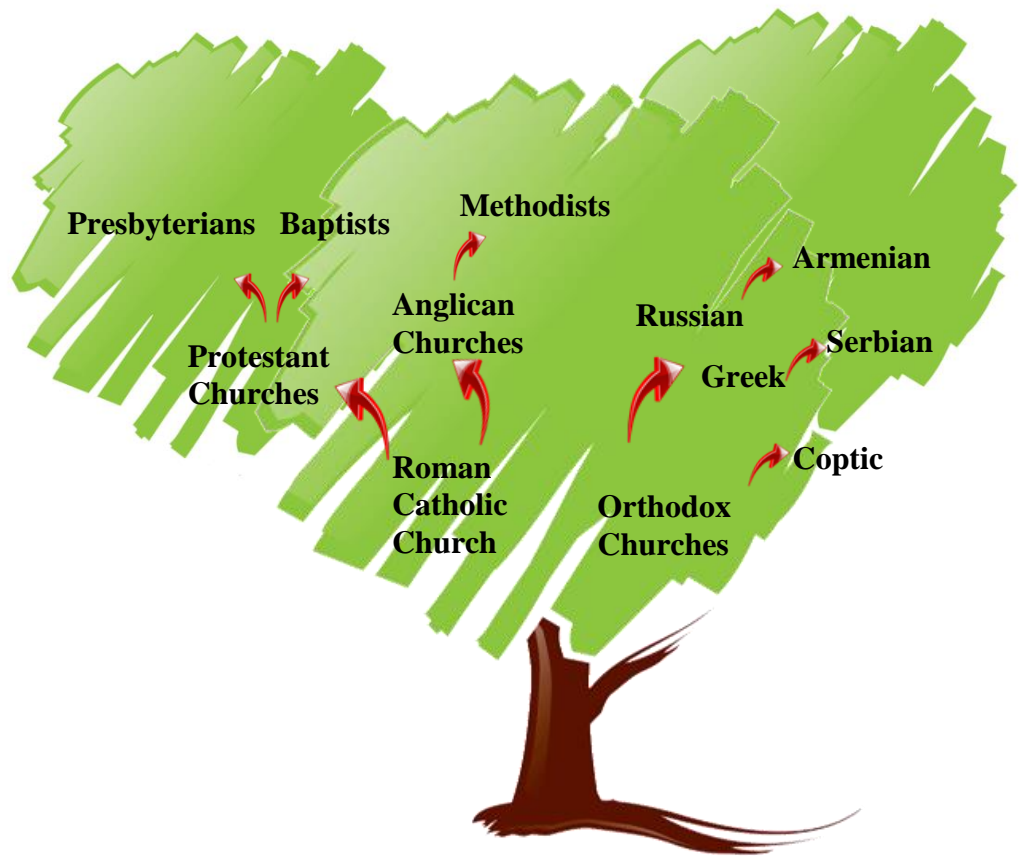 Presbyterians
Baptists
Methodists
Armenian
Anglican
Churches
Russian
Serbian
Protestant
Churches
Greek
Roman
Catholic
Church
Coptic
Orthodox
Churches